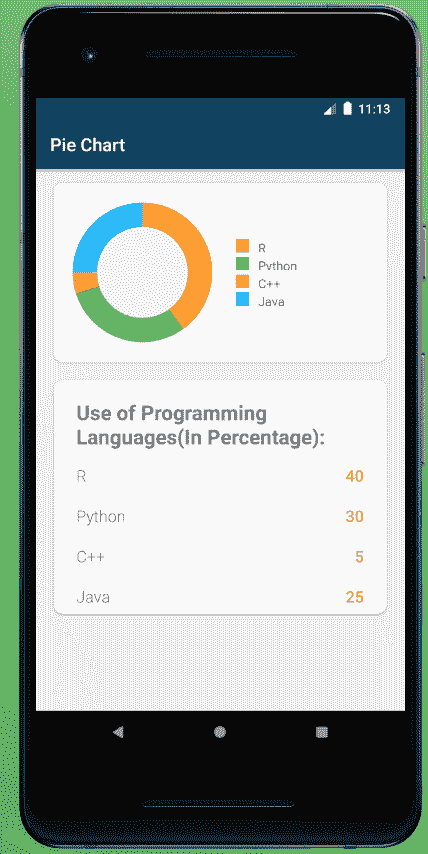 11:13
Pie Chart
R
Python
C++
Java
Use of Programming
Languages(In Percentage):
R 40
Python 30
C++ 5
Java 25